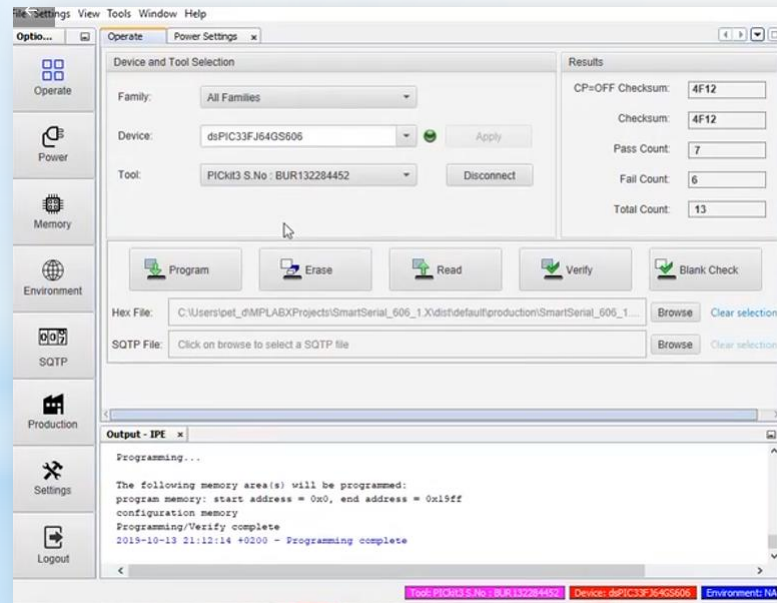 File Settings View Tools Window Help
Optio...
Operate
Power Settings x
Operate
Power
Memory
Environment
SQTP
Production
Settings
Logout
Device and Tool Selection
Family: All Families
Device: dsPIC33FJ64GS606 Apply
Tool: PICkit3 S.No : BUR132284452 Disconnect
Results
CP=OFF Checksum: 4F12
Checksum: 4F12
Pass Count: 7
Fail Count: 6
Total Count: 13
Program Erase Read Verify Blank Check
Hex File: C:\Users\pet_d\MPLABXProjects\SmartSerial_606_1.X\dist\default\production\SmartSerial_606_1.... Browse Clear selection
SQTP File: Click on browse to select a SQTP file Browse Clear selection
Output - IPE x
Programming...
The following memory area(s) will be programmed:
program memory: start address = 0x0, end address = 0x19ff
configuration memory
Programming/Verify complete
2019-10-13 21:12:14 +0200 - Programming complete
Tool: PICkit3 S.No : BUR132284452 Device: dsPIC33FJ64GS606 Environment: NA